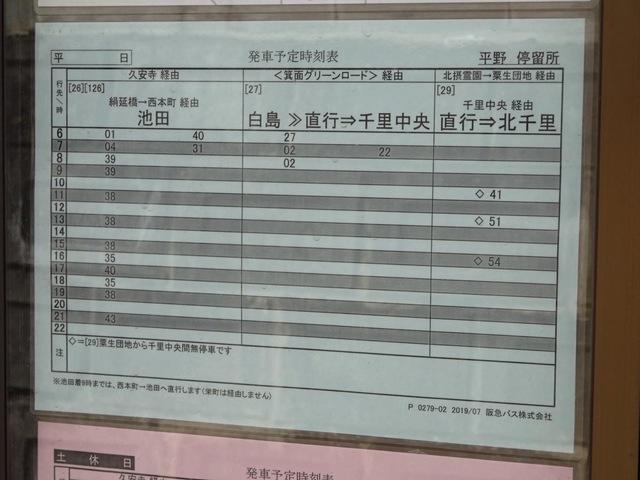 平 日 発車予定時刻表 平野 停留所
行先／時 久安寺 経由 <箕面グリーンロード> 経由 北摂霊園→粟生団地 経由
[26][126] [27] [29]
絹延橋→西本町 経由 千里中央 経由
池田 白島 ≫直行⇒千里中央 直行⇒北千里
6 01 40 27
7 04 31 02 22
8 39 02
9 39
10
11 38 ◇ 41
12
13 38 ◇ 51
14
15 38
16 35 ◇ 54
17 40
18 35
19 38
20
21 43
22
注 ◇=[29]粟生団地から千里中央間無停車です
※池田着9時までは、西本町→池田へ直行します(栄町は経由しません)
P 0279-02 2019/07 阪急バス株式会社
土 休 日 発車予定時刻表
久安寺 経由